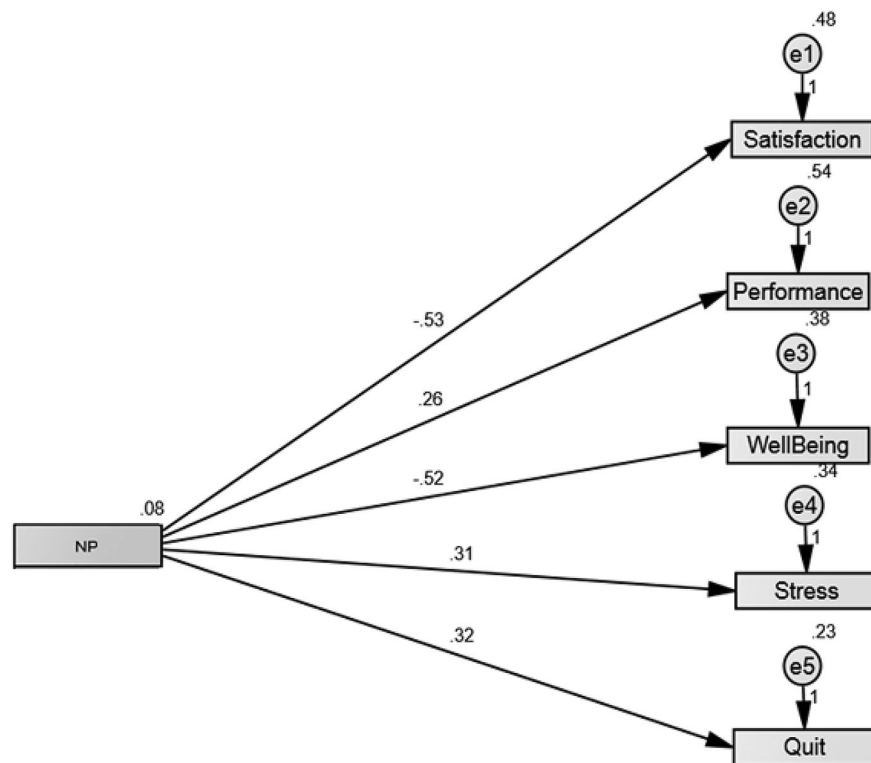 .48
e1
1
Satisfaction
.54
e2
1
Performance
-.53
.38
e3
1
.26
WellBeing
-.52
.34
.08
e4
1
NP
.31
Stress
.32
.23
e5
1
Quit